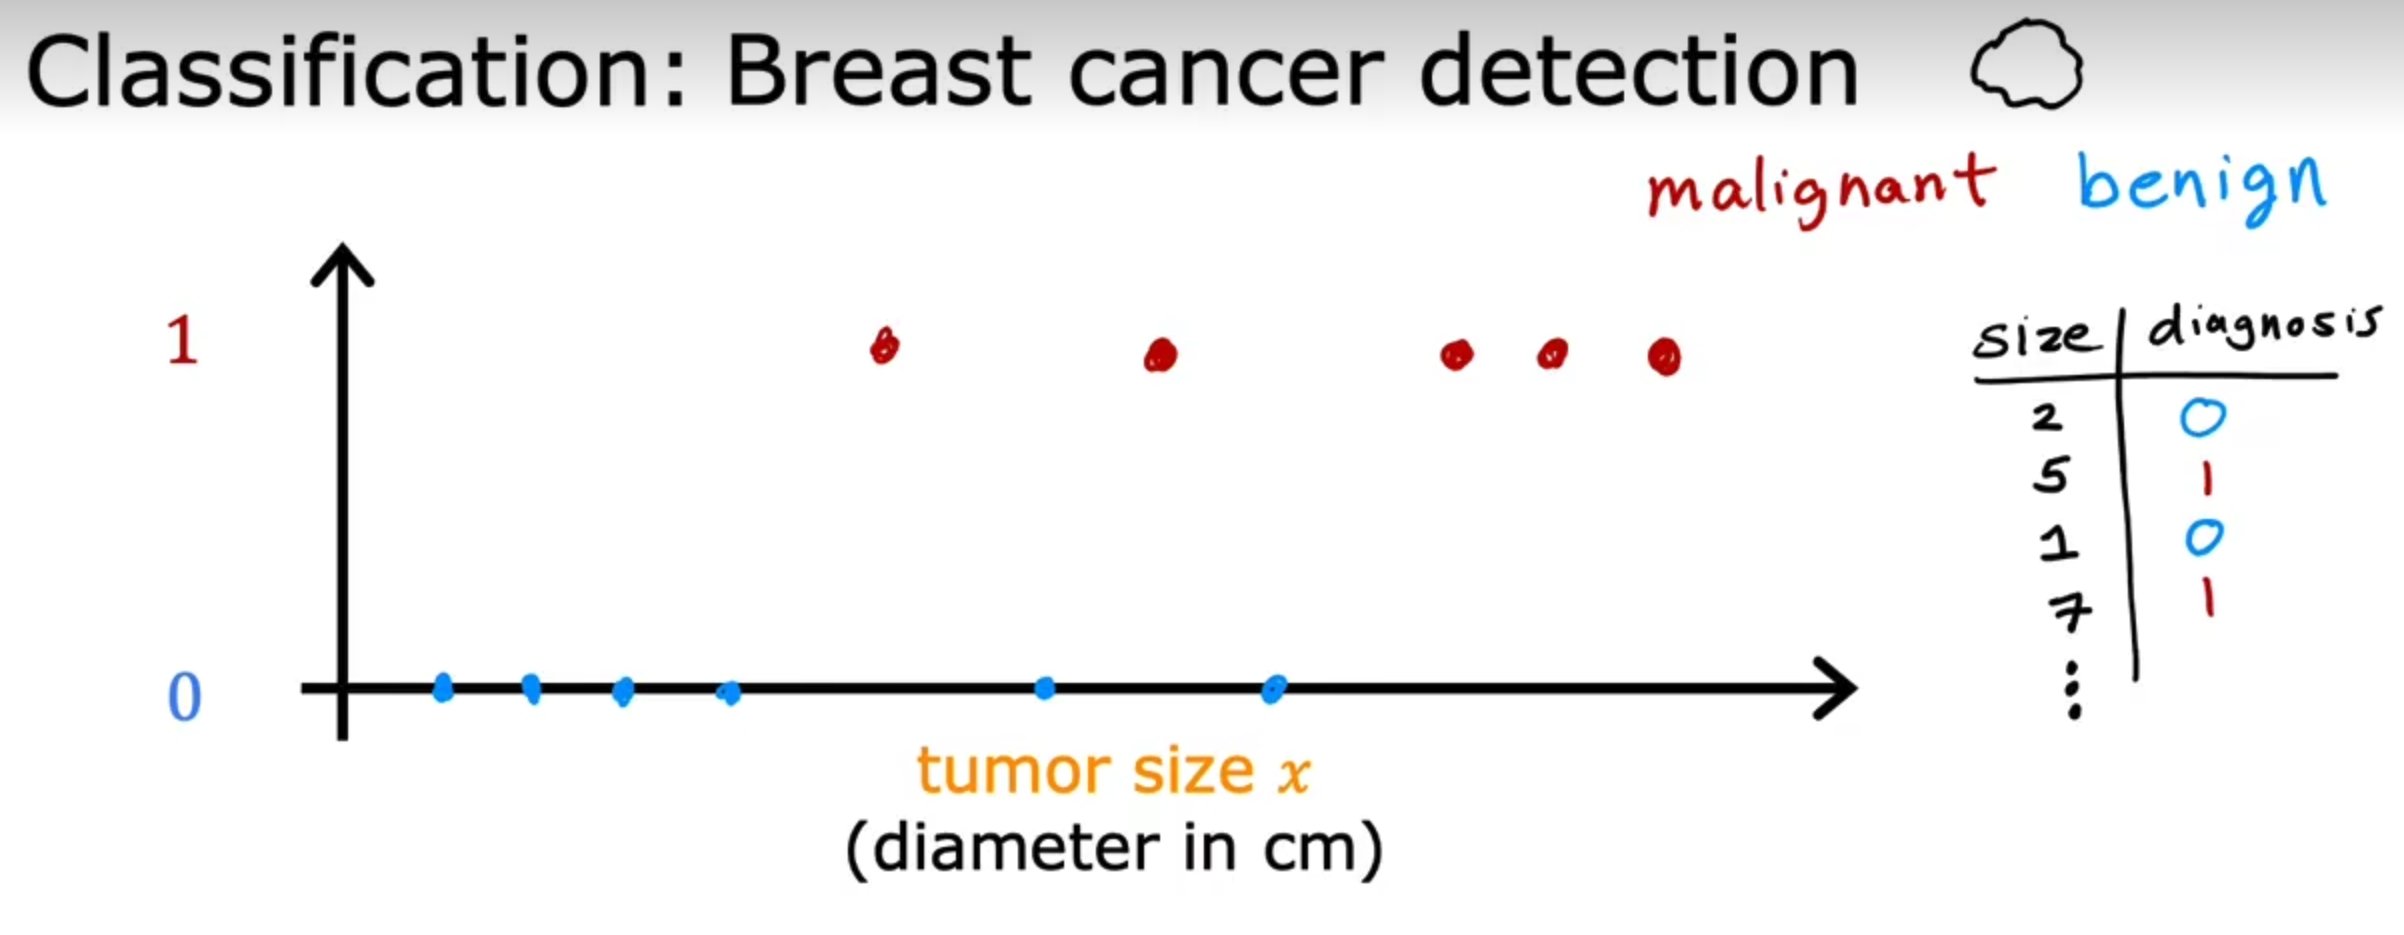 Classification: Breast cancer detection
malignant benign
1
0
tumor size x
(diameter in cm)
size diagnosis
2 0
5 1
1 0
7 1
⋮